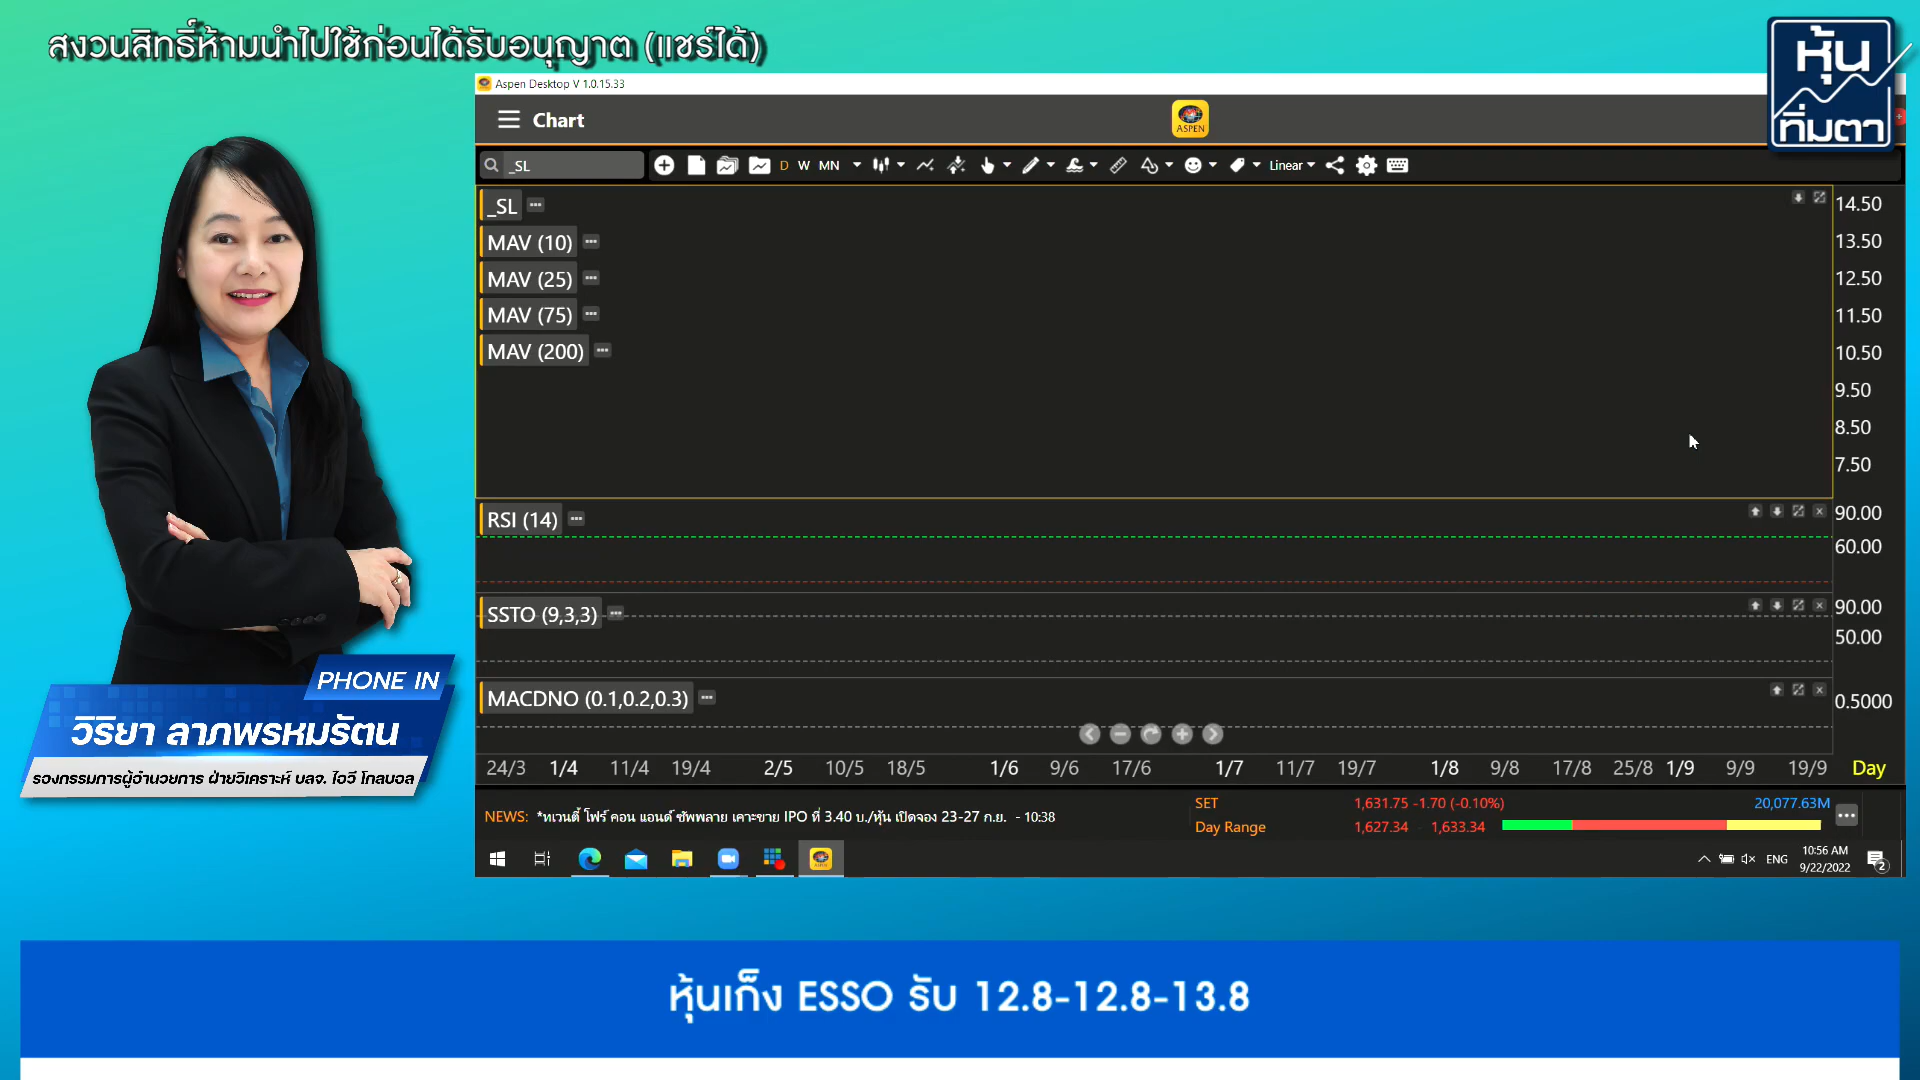 สงวนสิทธิ์ห้ามนำไปใช้ก่อนได้รับอนุญาต (แชร์ได้)
หุ้น
ทิ่มตา
Aspen Desktop V 1.0.15.33
Chart
ASPEN
_SL
D W MN
Linear
_SL
MAV (10)
MAV (25)
MAV (75)
MAV (200)
14.50
13.50
12.50
11.50
10.50
9.50
8.50
7.50
RSI (14)
90.00
60.00
SSTO (9,3,3)
90.00
50.00
MACDNO (0.1,0.2,0.3)
0.5000
24/3 1/4 11/4 19/4 2/5 10/5 18/5 1/6 9/6 17/6 1/7 11/7 19/7 1/8 9/8 17/8 25/8 1/9 9/9 19/9 Day
NEWS: *ทเวนตี้ โฟร์ คอน แอนด์ ซัพพลาย เคาะขาย IPO ที่ 3.40 บ./หุ้น เปิดจอง 23-27 ก.ย. - 10:38
SET 1,631.75 -1.70 (-0.10%) 20,077.63M
Day Range 1,627.34 - 1,633.34
ENG
10:56 AM
9/22/2022
2
PHONE IN
วิริยา ลาภพรหมรัตน
รองกรรมการผู้อำนวยการ ฝ่ายวิเคราะห์ บลจ. ไอวี โกลบอล
หุ้นเก็ง ESSO รับ 12.8-12.8-13.8